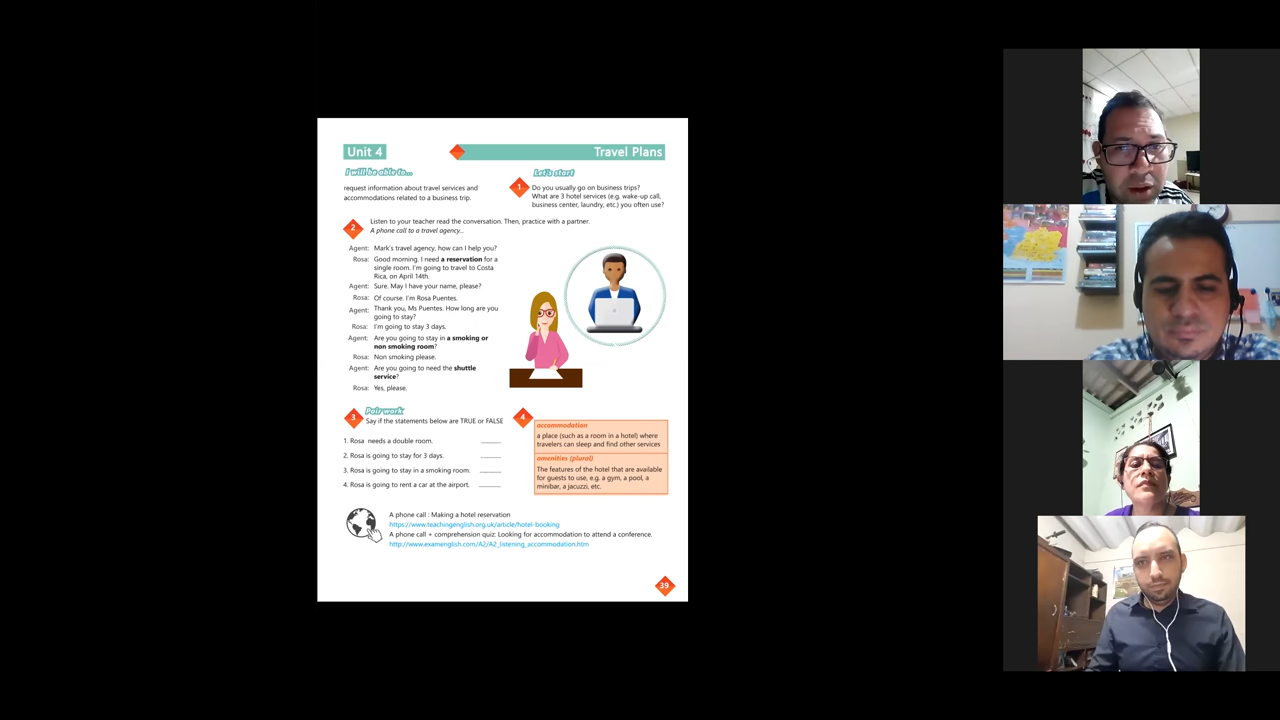 Unit 4
Travel Plans
I will be able to...
request information about travel services and
accommodations related to a business trip.
Let's start
1
Do you usually go on business trips?
What are 3 hotel services (e.g. wake-up call,
business center, laundry, etc.) you often use?
2
Listen to your teacher read the conversation. Then, practice with a partner.
A phone call to a travel agency...
Agent: Mark's travel agency, how can I help you?
Rosa: Good morning. I need a reservation for a
single room. I'm going to travel to Costa
Rica, on April 14th.
Agent: Sure. May I have your name, please?
Rosa: Of course. I'm Rosa Puentes.
Agent: Thank you, Ms Puentes. How long are you
going to stay?
Rosa: I'm going to stay 3 days.
Agent: Are you going to stay in a smoking or
non smoking room?
Rosa: Non smoking please.
Agent: Are you going to need the shuttle
service?
Rosa: Yes, please.
3
Pair work
Say if the statements below are TRUE or FALSE
1. Rosa needs a double room. ............
2. Rosa is going to stay for 3 days. ............
3. Rosa is going to stay in a smoking room. ............
4. Rosa is going to rent a car at the airport. ............
4
accommodation
a place (such as a room in a hotel) where
travelers can sleep and find other services
amenities (plural)
The features of the hotel that are available
for guests to use, e.g. a gym, a pool, a
minibar, a jacuzzi, etc.
A phone call : Making a hotel reservation
https://www.teachingenglish.org.uk/article/hotel-booking
A phone call + comprehension quiz: Looking for accommodation to attend a conference.
http://www.examenglish.com/A2/A2_listening_accommodation.htm
39